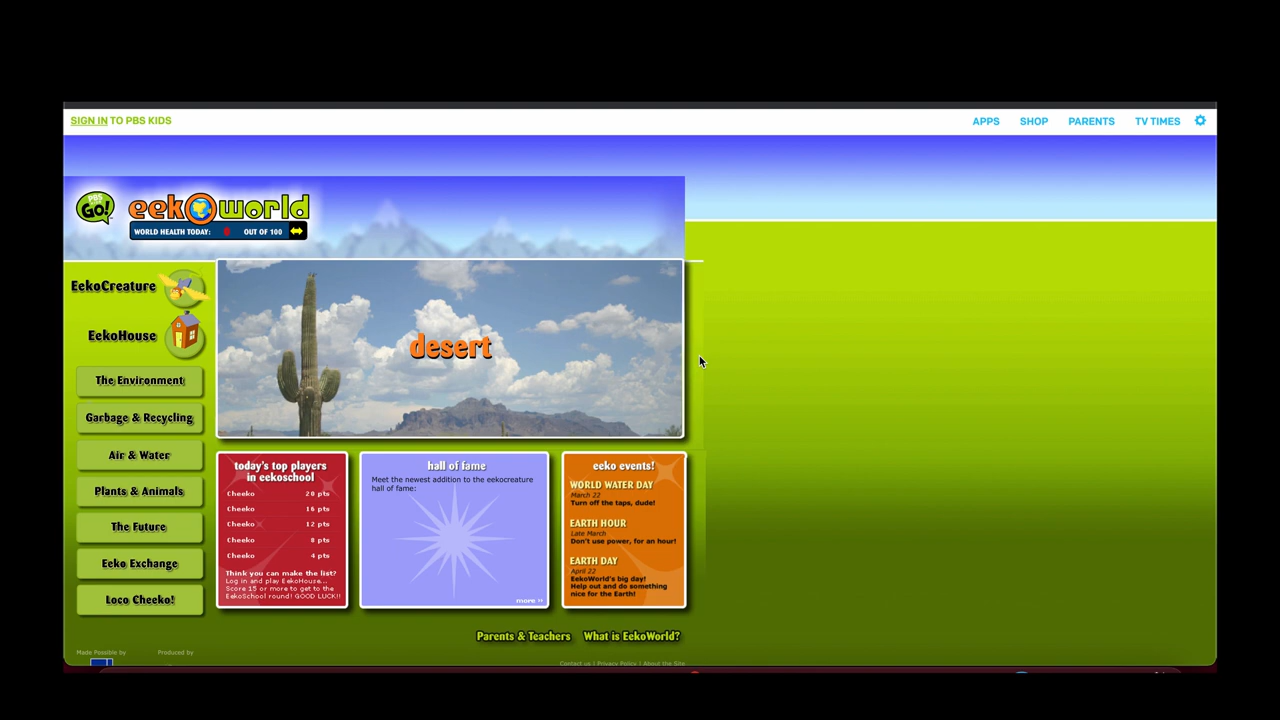 SIGN IN TO PBS KIDS
APPS
SHOP
PARENTS
TV TIMES
PBS
GO!
eekoworld
WORLD HEALTH TODAY:
OUT OF 100
EekoCreature
EekoHouse
The Environment
Garbage & Recycling
Air & Water
Plants & Animals
The Future
Eeko Exchange
Loco Cheeko!
desert
today's top players
in eekoschool
Cheeko 20 pts
Cheeko 16 pts
Cheeko 12 pts
Cheeko 8 pts
Cheeko 4 pts
Think you can make the list?
Log in and play EekoHouse...
Score 15 or more to get to the
EekoSchool round! GOOD LUCK!!
hall of fame
Meet the newest addition to the eekocreature
hall of fame:
more »
eeko events!
WORLD WATER DAY
March 22
Turn off the taps, dude!
EARTH HOUR
Late March
Don't use power, for an hour!
EARTH DAY
April 22
EekoWorld's big day!
Help out and do something
nice for the Earth!
Parents & Teachers
What is EekoWorld?
Made Possible by
Produced by
Contact us | Privacy Policy | About the Site